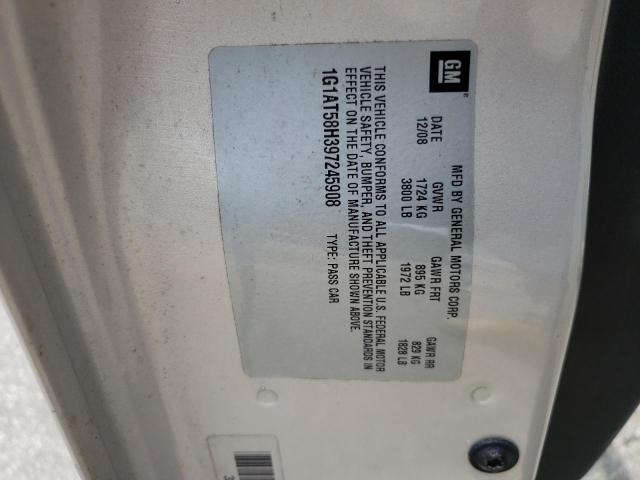 GM
MFD BY GENERAL MOTORS CORP.
DATE GVWR GAWR FRT GAWR RR
12/08 1724 KG 895 KG 829 KG
3800 LB 1972 LB 1828 LB
THIS VEHICLE CONFORMS TO ALL APPLICABLE U.S. FEDERAL MOTOR
VEHICLE SAFETY, BUMPER, AND THEFT PREVENTION STANDARDS IN
EFFECT ON THE DATE OF MANUFACTURE SHOWN ABOVE.
1G1AT58H397245908 TYPE: PASS CAR